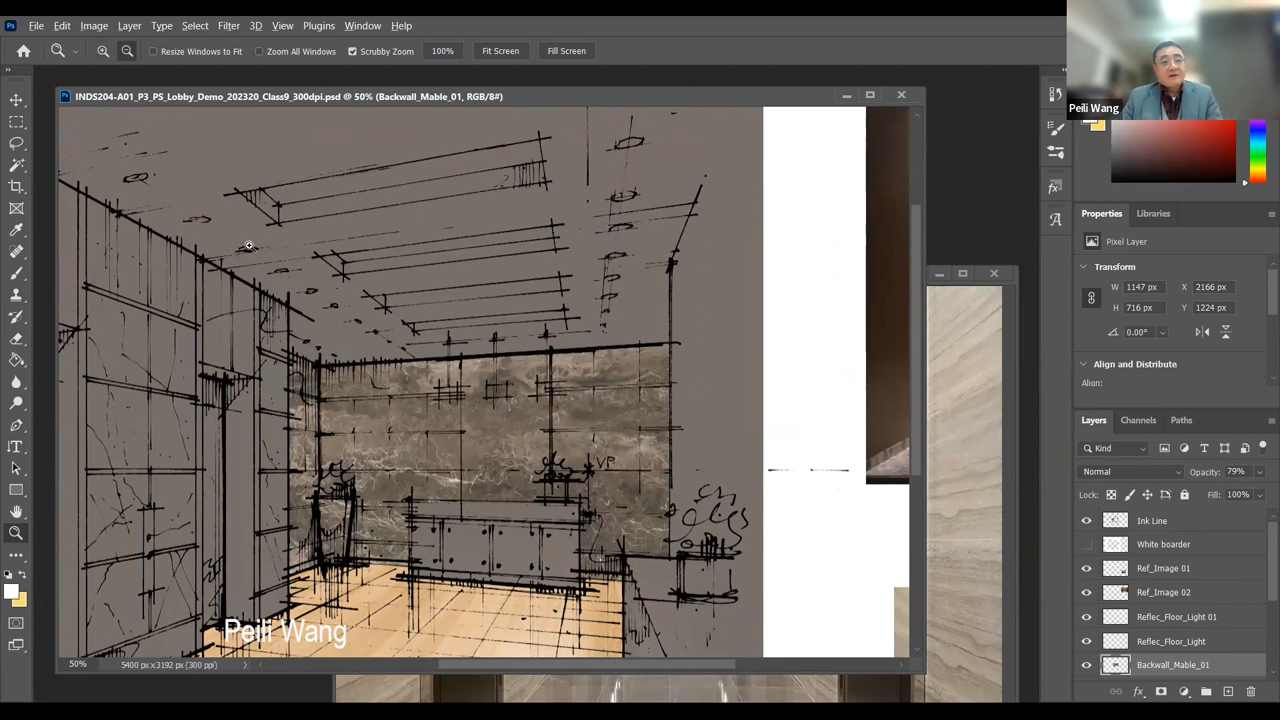 Ps File Edit Image Layer Type Select Filter 3D View Plugins Window Help
Resize Windows to Fit Zoom All Windows Scrubby Zoom 100% Fit Screen Fill Screen
Peili Wang
INDS204-A01_P3_PS_Lobby_Demo_202320_Class9_300dpi.psd @ 50% (Backwall_Mable_01, RGB/8#)
Properties Libraries
Pixel Layer
Transform
W 1147 px X 2166 px
H 716 px Y 1224 px
0.00°
Align and Distribute
Align:
Layers Channels Paths
Kind
Normal Opacity: 79%
Lock: Fill: 100%
Ink Line
White boarder
Ref_Image 01
Ref_Image 02
Reflec_Floor_Light 01
Reflec_Floor_Light
Backwall_Mable_01
VP
Peili Wang
50% 5400 px x 3192 px (300 ppi)